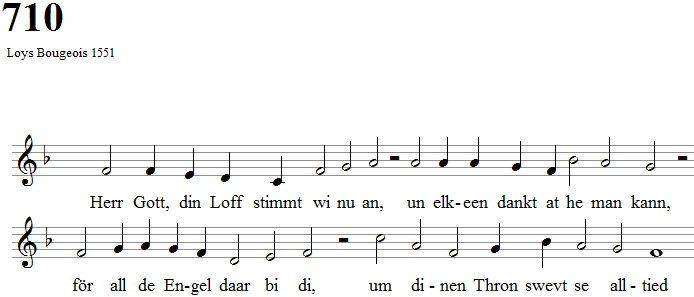 710
Loys Bougeois 1551
Herr Gott, din Loff stimmt wi nu an, un elk-een dankt at he man kann,
för all de En-gel daar bi di, um di-nen Thron swevt se all-tied